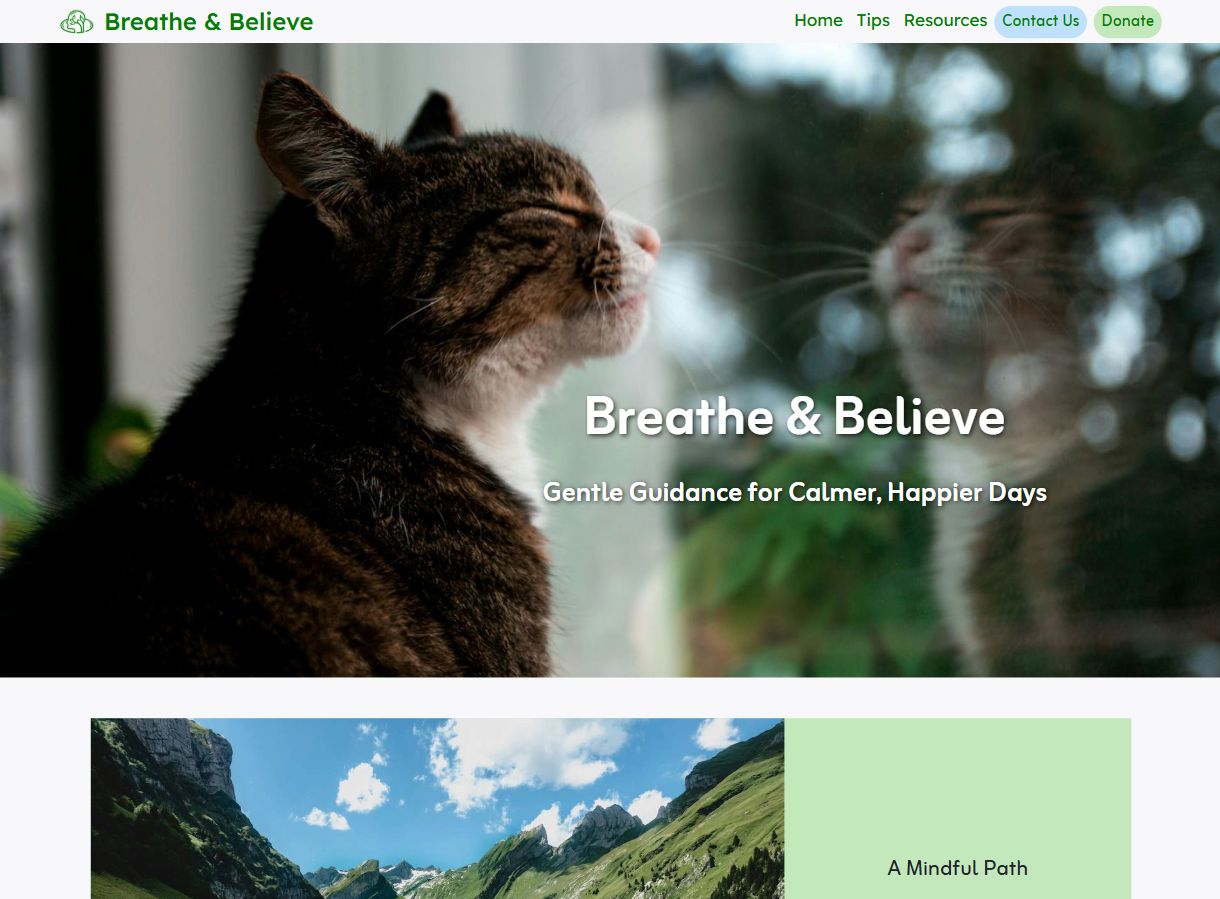 Breathe & Believe
Home Tips Resources Contact Us Donate
Breathe & Believe
Gentle Guidance for Calmer, Happier Days
A Mindful Path